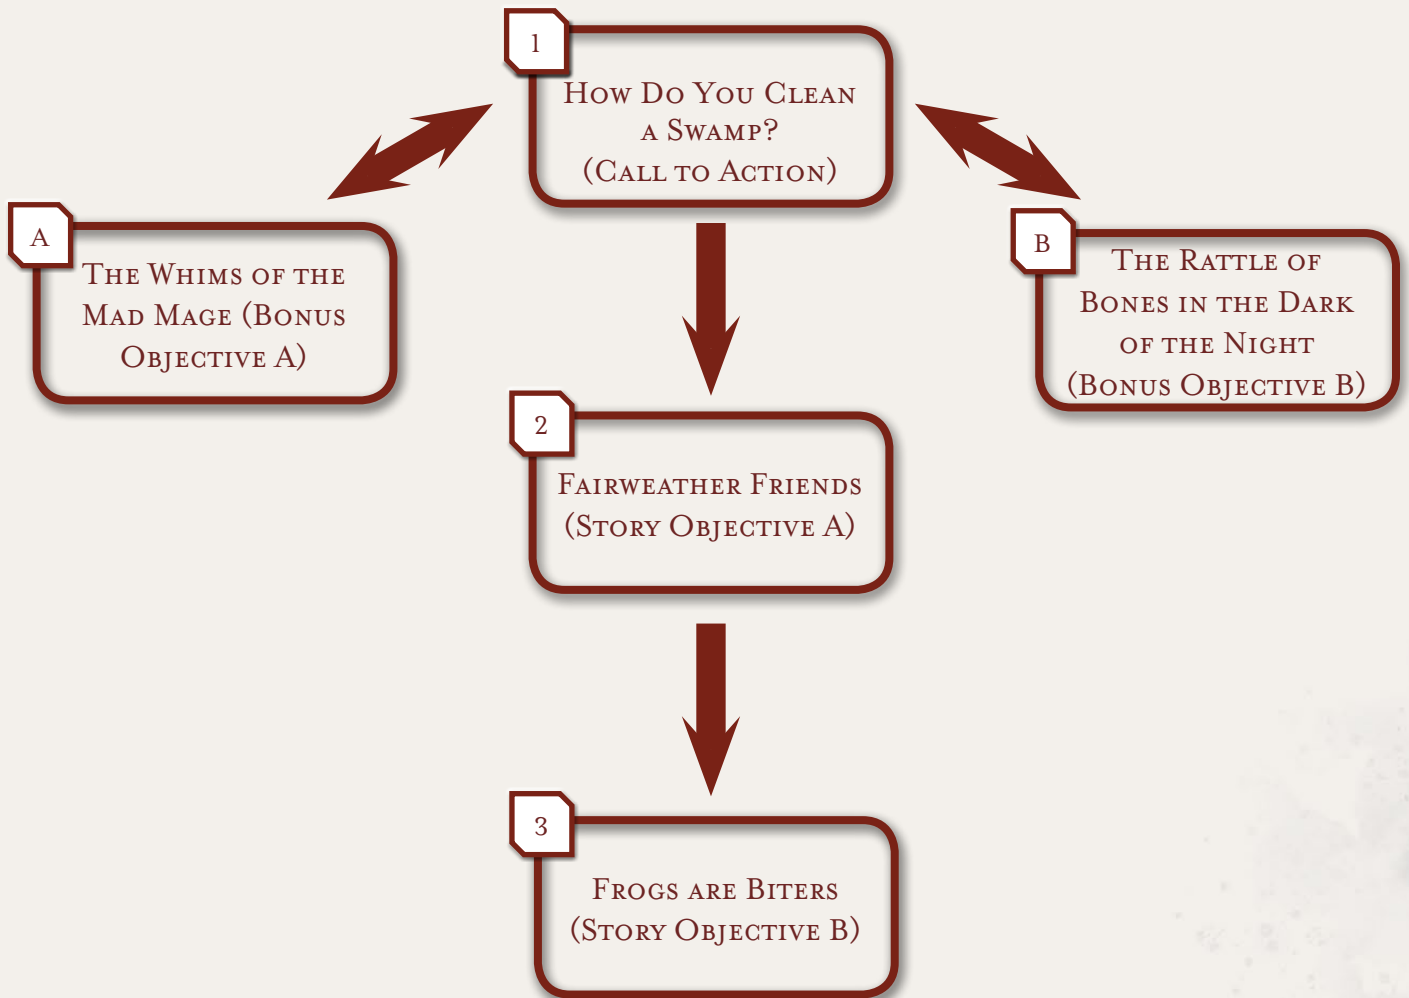 1
How Do You Clean
a Swamp?
(Call to Action)
A
The Whims of the
Mad Mage (Bonus
Objective A)
B
The Rattle of
Bones in the Dark
of the Night
(Bonus Objective B)
2
Fairweather Friends
(Story Objective A)
3
Frogs are Biters
(Story Objective B)